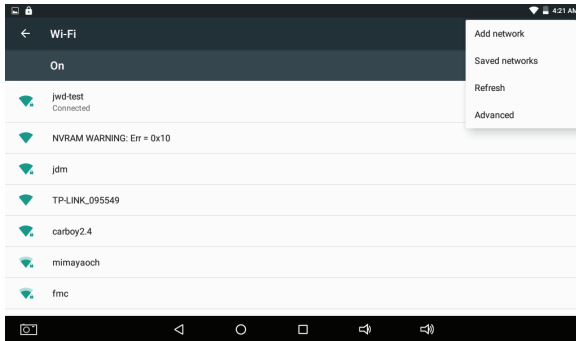 4:21 AM
Wi-Fi
Add network
On
Saved networks
Refresh
Advanced
jwd-test
Connected
NVRAM WARNING: Err = 0x10
jdm
TP-LINK_095549
carboy2.4
mimayaoch
fmc